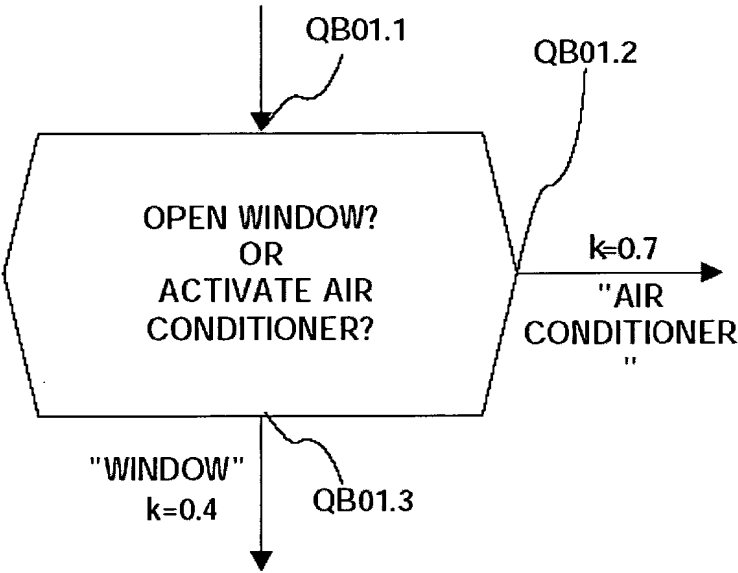 QB01.1
QB01.2
OPEN WINDOW?
OR
ACTIVATE AIR
CONDITIONER?
k=0.7
"AIR
CONDITIONER
"
"WINDOW"
k=0.4
QB01.3